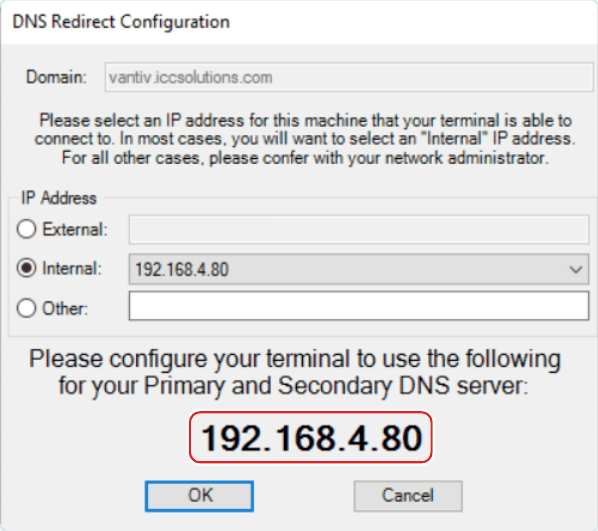 DNS Redirect Configuration
Domain: vantiv.iccsolutions.com
Please select an IP address for this machine that your terminal is able to
connect to. In most cases, you will want to select an "Internal" IP address.
For all other cases, please confer with your network administrator.
IP Address
External:
Internal: 192.168.4.80
Other:
Please configure your terminal to use the following
for your Primary and Secondary DNS server:
192.168.4.80
OK Cancel